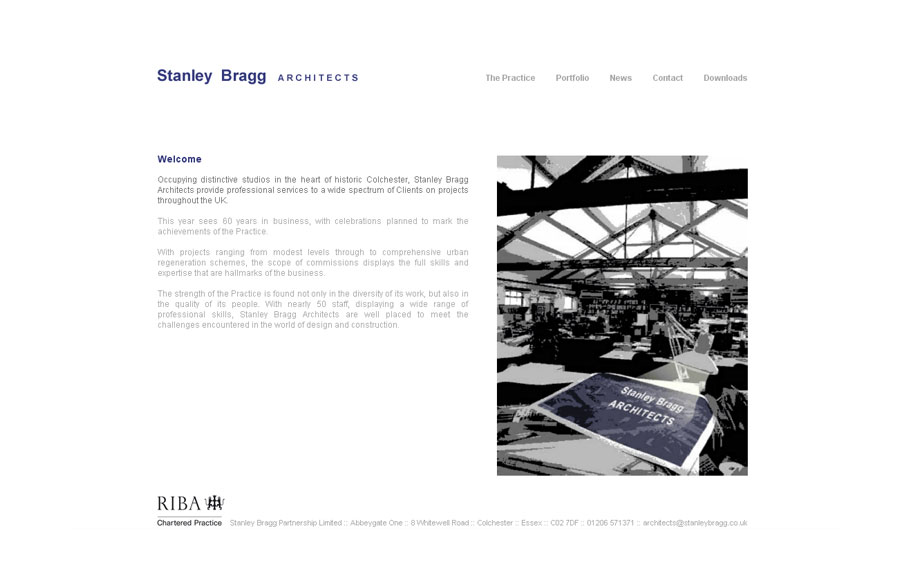 Stanley Bragg ARCHITECTS
The Practice Portfolio News Contact Downloads
Welcome
Occupying distinctive studios in the heart of historic Colchester, Stanley Bragg
Architects provide professional services to a wide spectrum of Clients on projects
throughout the UK.
This year sees 60 years in business, with celebrations planned to mark the
achievements of the Practice.
With projects ranging from modest levels through to comprehensive urban
regeneration schemes, the scope of commissions displays the full skills and
expertise that are hallmarks of the business.
The strength of the Practice is found not only in the diversity of its work, but also in
the quality of its people. With nearly 50 staff, displaying a wide range of
professional skills, Stanley Bragg Architects are well placed to meet the
challenges encountered in the world of design and construction.
Stanley Bragg
ARCHITECTS
RIBA
Chartered Practice
Stanley Bragg Partnership Limited :: Abbeygate One :: 8 Whitewell Road :: Colchester :: Essex :: C02 7DF :: 01206 571371 :: architects@stanleybragg.co.uk